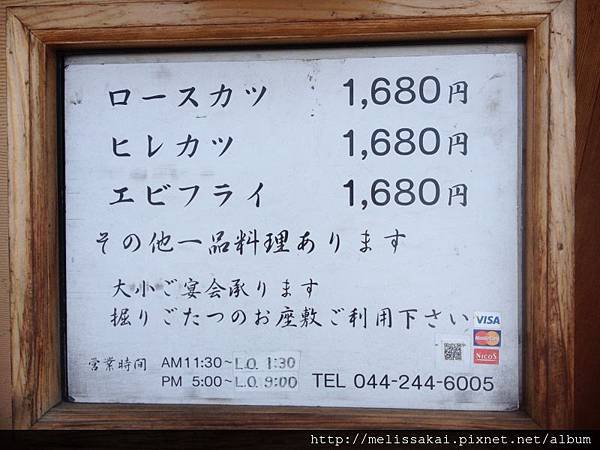 ロースカツ 1,680円
ヒレカツ 1,680円
エビフライ 1,680円
その他一品料理あります
大小ご宴会承ります
掘りごたつのお座敷ご利用下さい
VISA
MasterCard
NICOS
営業時間 AM11:30~L.O. 1:30
PM 5:00~L.O. 9:00 TEL 044-244-6005
http://melissakai.pixnet.net/album